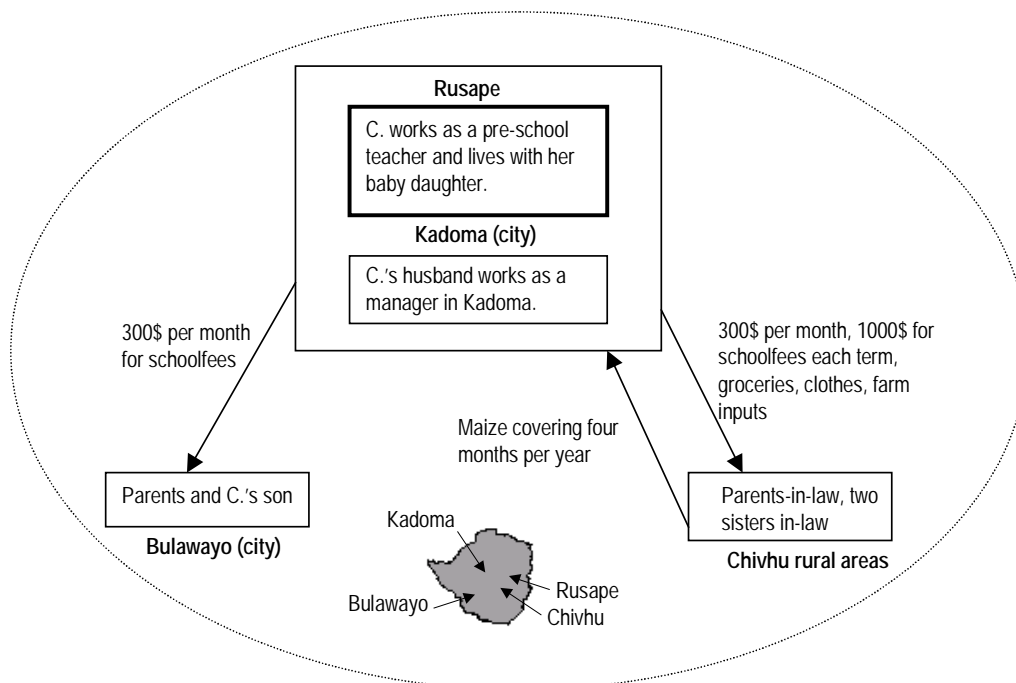 Rusape
C. works as a pre-school
teacher and lives with her
baby daughter.
Kadoma (city)
C.'s husband works as a
manager in Kadoma.
300$ per month
for schoolfees
300$ per month, 1000$ for
schoolfees each term,
groceries, clothes, farm
inputs
Maize covering four
months per year
Parents and C.'s son
Bulawayo (city)
Parents-in-law, two
sisters in-law
Chivhu rural areas
Kadoma
Bulawayo
Rusape
Chivhu